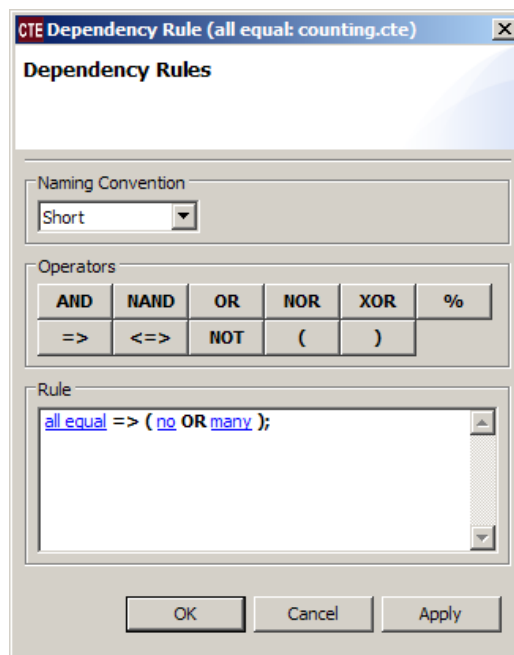 CTE Dependency Rule (all equal: counting.cte)
Dependency Rules
Naming Convention
Short
Operators
AND NAND OR NOR XOR %
=> <=> NOT ( )
Rule
all equal => ( no OR many );
OK Cancel Apply